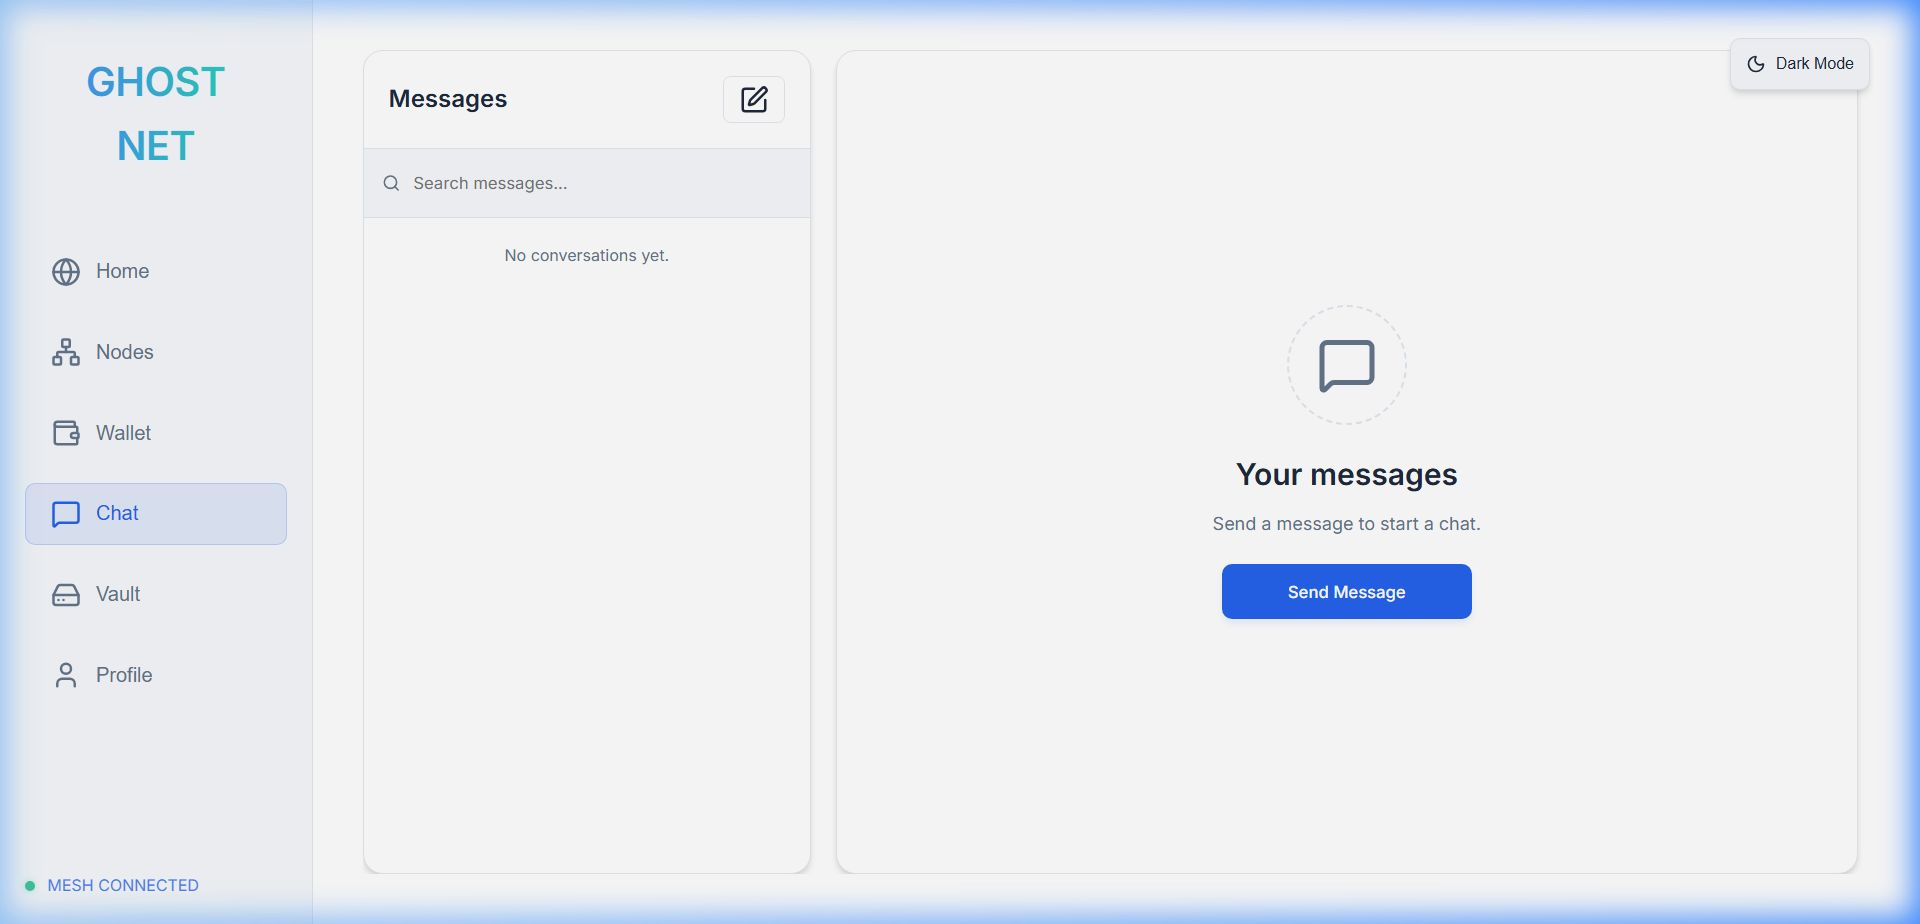 GHOST
NET
Home
Nodes
Wallet
Chat
Vault
Profile
MESH CONNECTED
Messages
Search messages...
No conversations yet.
Dark Mode
Your messages
Send a message to start a chat.
Send Message